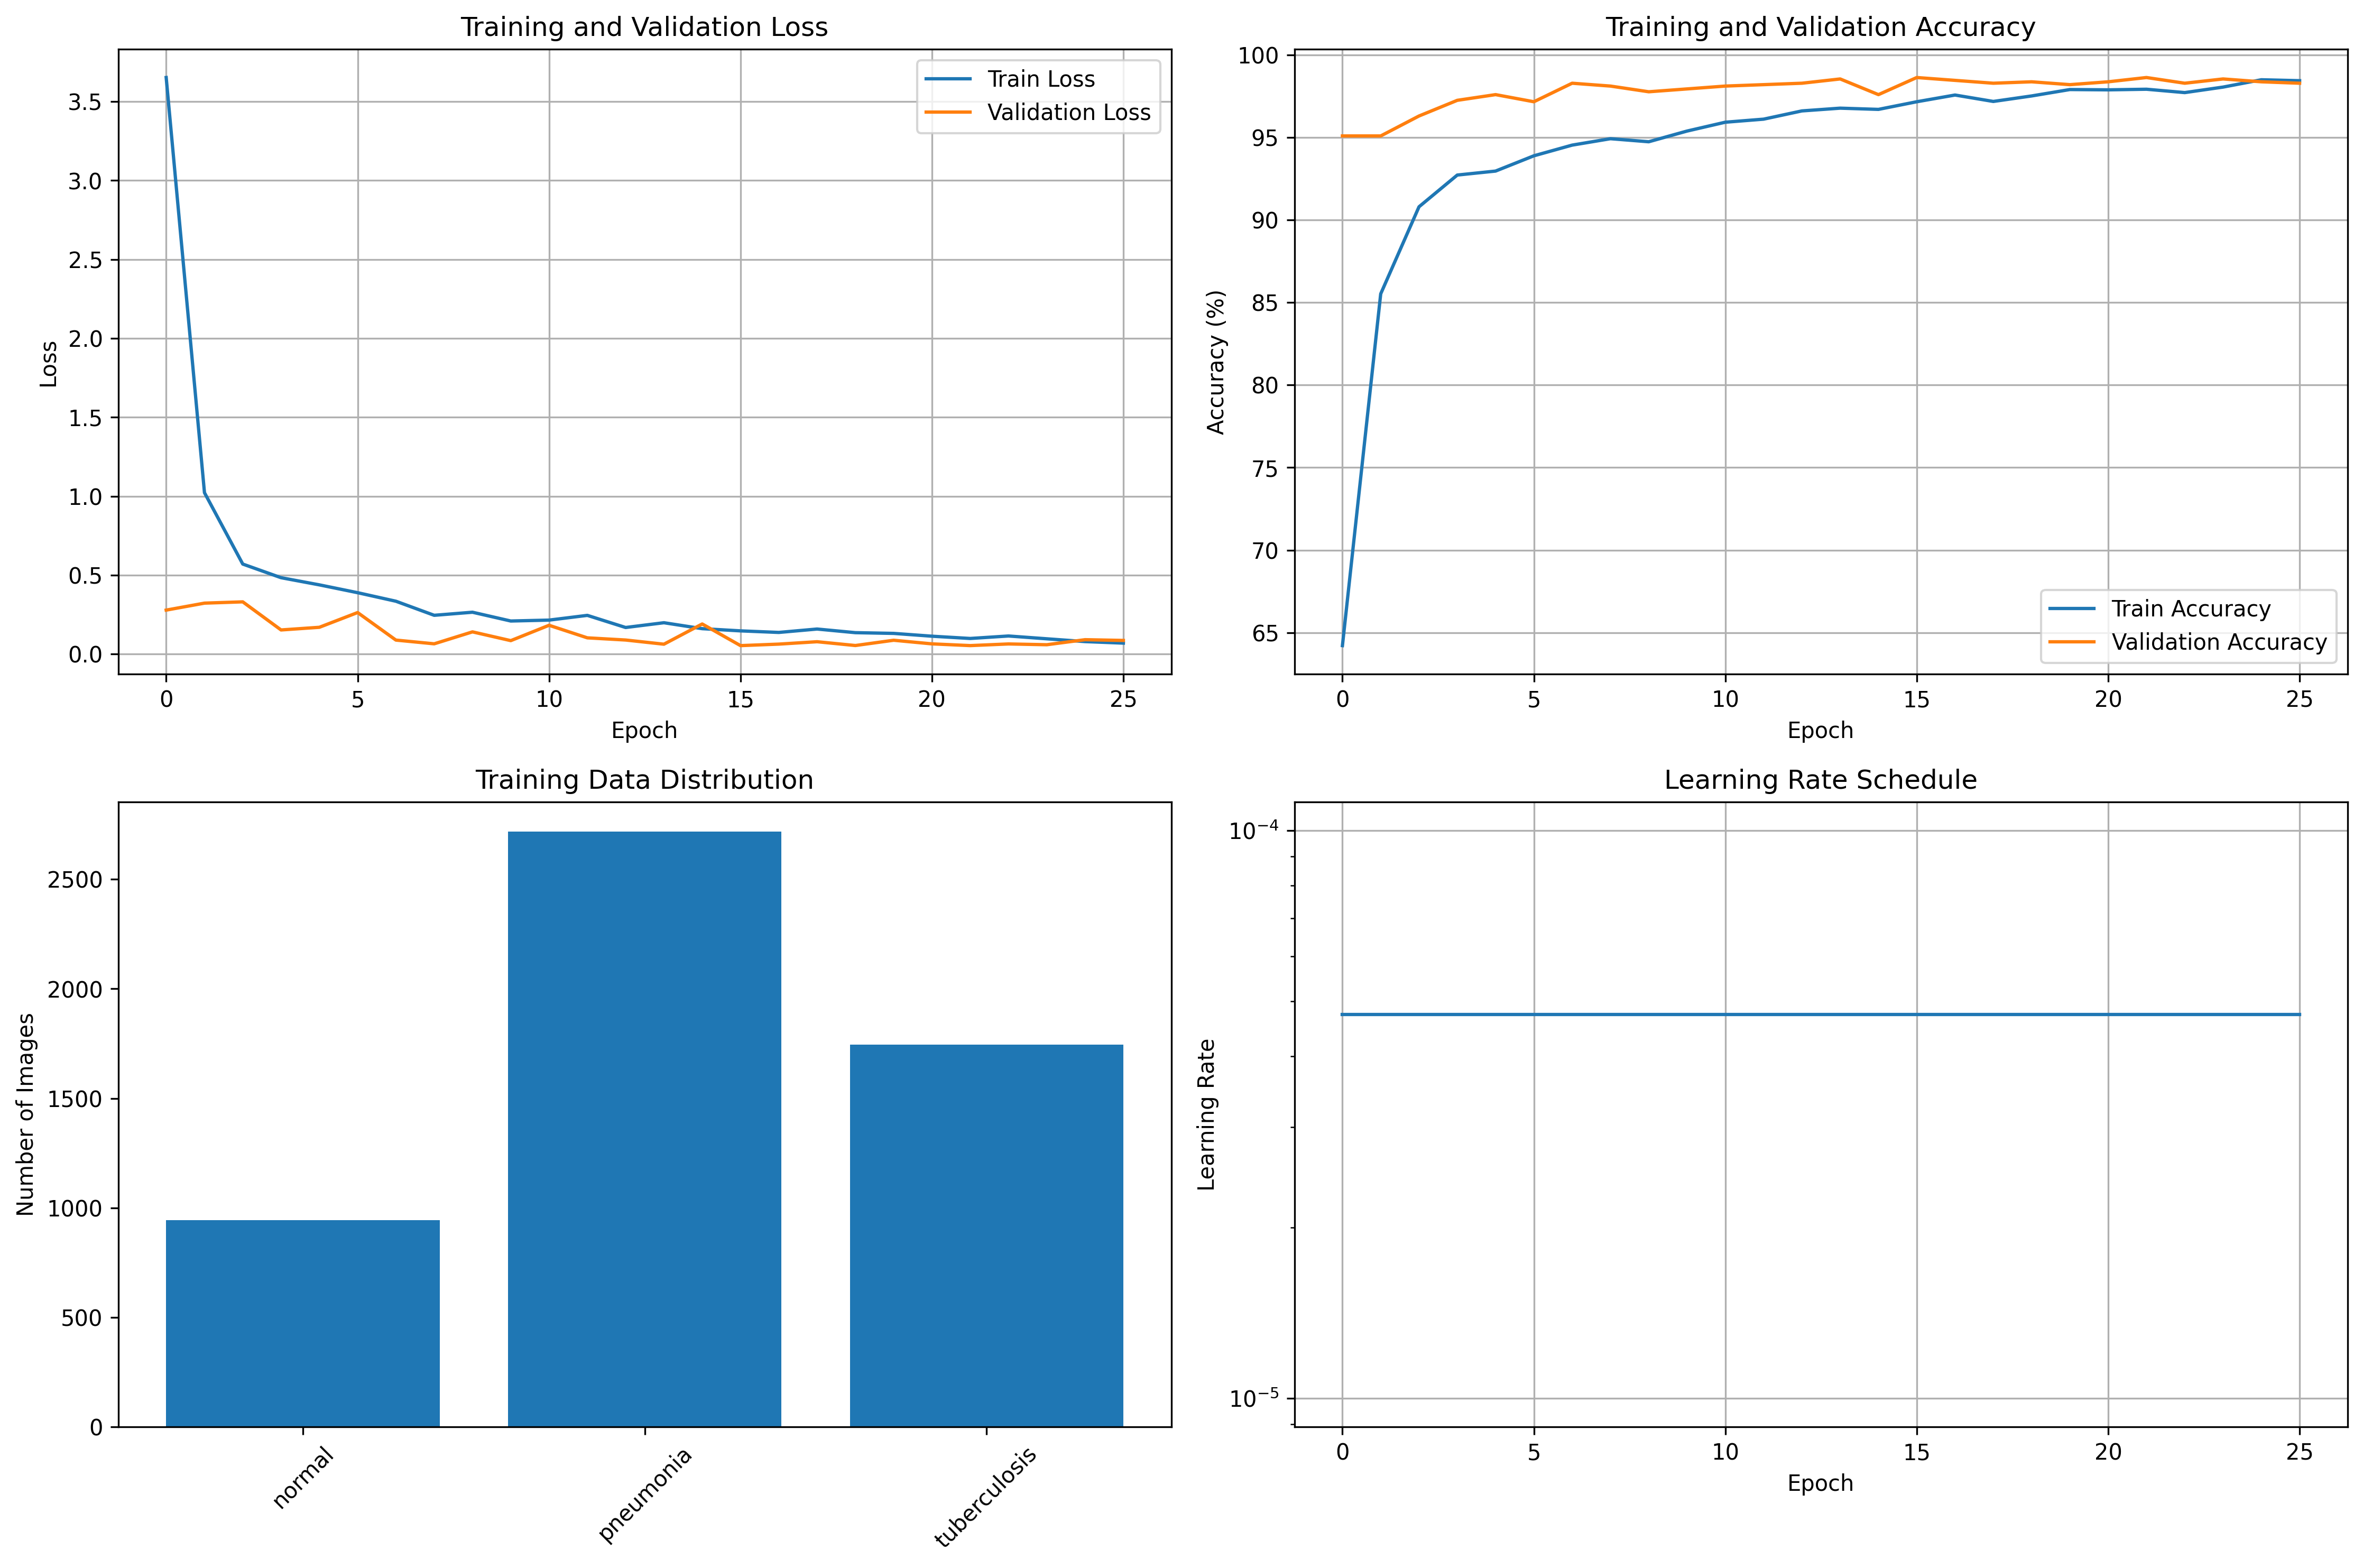 Training and Validation Loss
Loss
3.5
3.0
2.5
2.0
1.5
1.0
0.5
0.0
Train Loss
Validation Loss
0 5 10 15 20 25
Epoch
Training and Validation Accuracy
Accuracy (%)
100
95
90
85
80
75
70
65
Train Accuracy
Validation Accuracy
0 5 10 15 20 25
Epoch
Training Data Distribution
Number of Images
2500
2000
1500
1000
500
0
normal pneumonia tuberculosis
Learning Rate Schedule
Learning Rate
10⁻⁴
10⁻⁵
0 5 10 15 20 25
Epoch